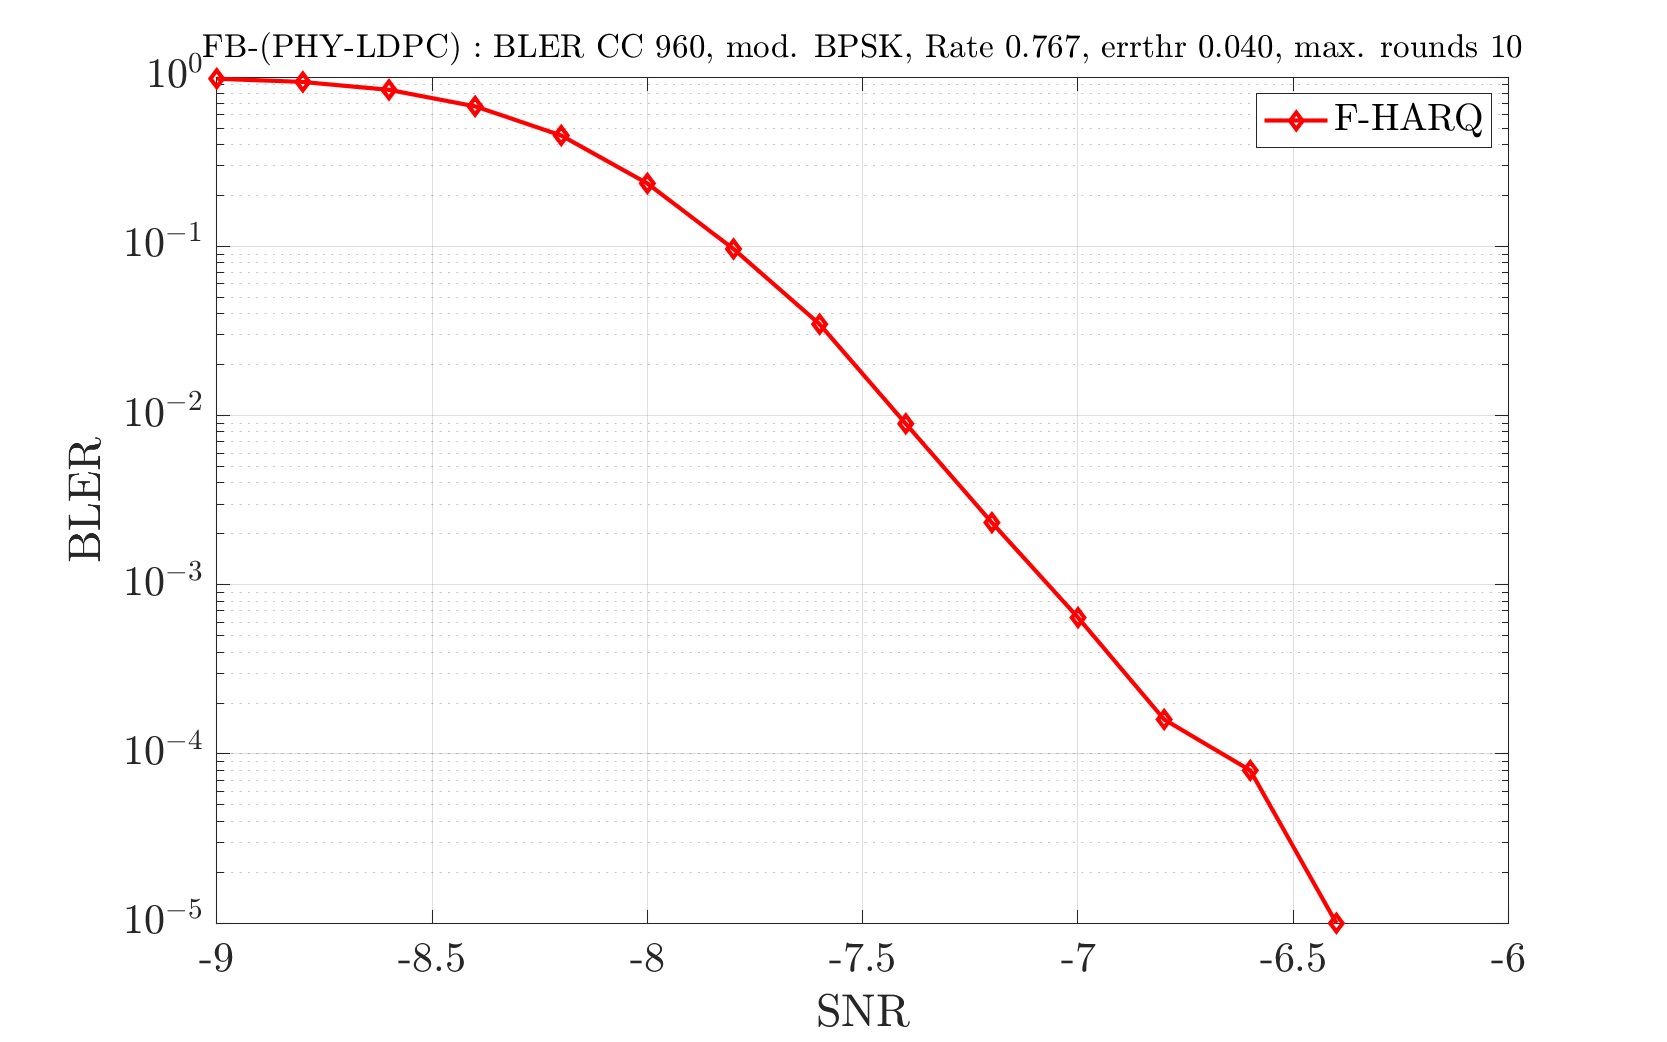 FB-(PHY-LDPC) : BLER CC 960, mod. BPSK, Rate 0.767, errthr 0.040, max. rounds 10
10^0
F-HARQ
10^{-1}
10^{-2}
BLER
10^{-3}
10^{-4}
10^{-5}
-9 -8.5 -8 -7.5 -7 -6.5 -6
SNR